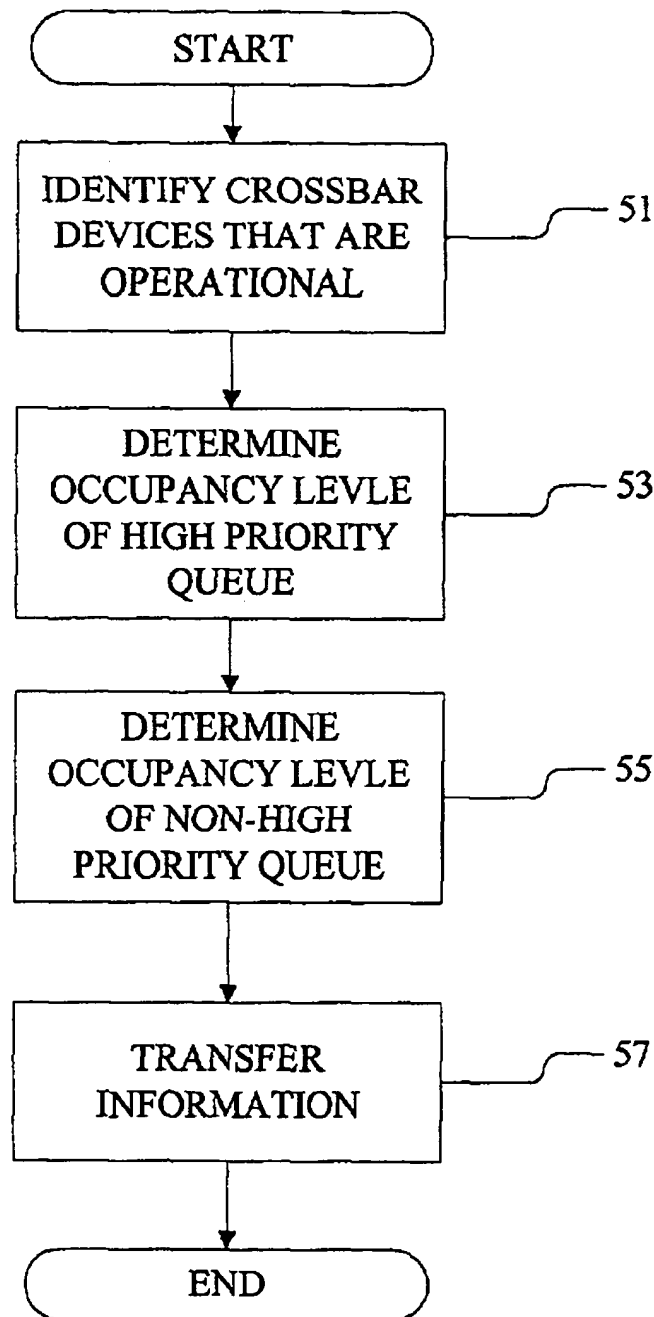 START
IDENTIFY CROSSBAR
DEVICES THAT ARE
OPERATIONAL
51
DETERMINE
OCCUPANCY LEVLE
OF HIGH PRIORITY
QUEUE
53
DETERMINE
OCCUPANCY LEVLE
OF NON-HIGH
PRIORITY QUEUE
55
TRANSFER
INFORMATION
57
END